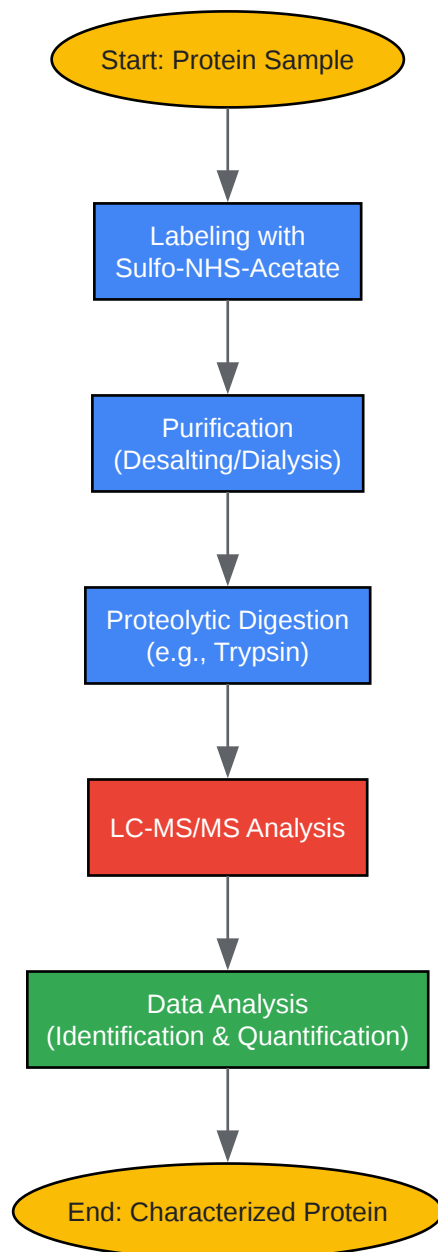 Start: Protein Sample
Labeling with
Sulfo-NHS-Acetate
Purification
(Desalting/Dialysis)
Proteolytic Digestion
(e.g., Trypsin)
LC-MS/MS Analysis
Data Analysis
(Identification & Quantification)
End: Characterized Protein